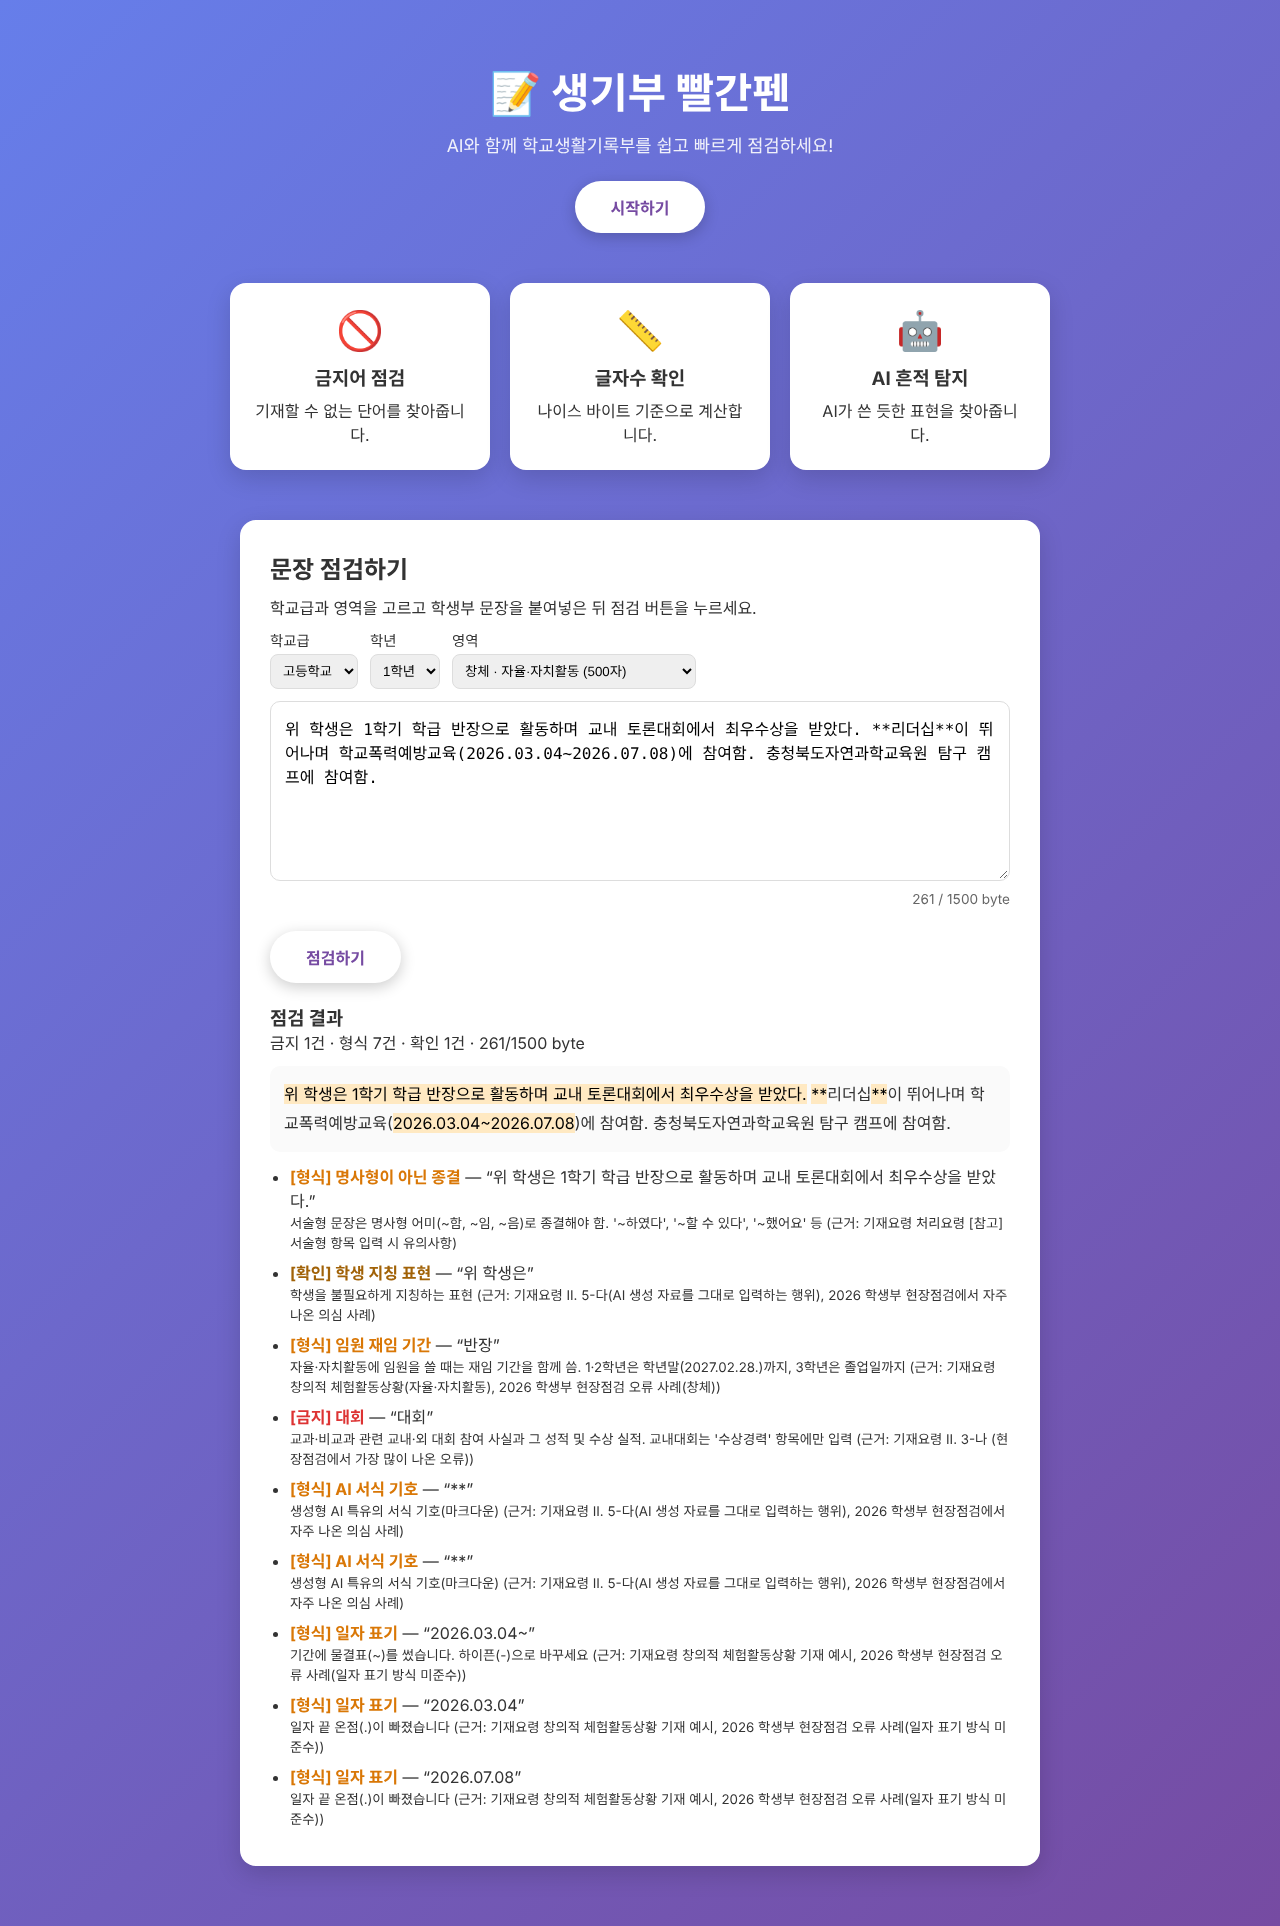 📝 생기부 빨간펜
AI와 함께 학교생활기록부를 쉽고 빠르게 점검하세요!
시작하기
금지어 점검
기재할 수 없는 단어를 찾아줍니
다.
글자수 확인
나이스 바이트 기준으로 계산합
니다.
AI 흔적 탐지
AI가 쓴 듯한 표현을 찾아줍니
다.
문장 점검하기
학교급과 영역을 고르고 학생부 문장을 붙여넣은 뒤 점검 버튼을 누르세요.
학교급 학년 영역
고등학교 1학년 창체 · 자율·자치활동 (500자)
위 학생은 1학기 학급 반장으로 활동하며 교내 토론대회에서 최우수상을 받았다. **리더십**이 뛰
어나며 학교폭력예방교육(2026.03.04~2026.07.08)에 참여함. 충청북도자연과학교육원 탐구 캠
프에 참여함.
261 / 1500 byte
점검하기
점검 결과
금지 1건 · 형식 7건 · 확인 1건 · 261/1500 byte
위 학생은 1학기 학급 반장으로 활동하며 교내 토론대회에서 최우수상을 받았다. **리더십**이 뛰어나며 학
교폭력예방교육(2026.03.04~2026.07.08)에 참여함. 충청북도자연과학교육원 탐구 캠프에 참여함.
• [형식] 명사형이 아닌 종결 — “위 학생은 1학기 학급 반장으로 활동하며 교내 토론대회에서 최우수상을 받았
다.”
서술형 문장은 명사형 어미(~함, ~임, ~음)로 종결해야 함. '~하였다', '~할 수 있다', '~했어요' 등 (근거: 기재요령 처리요령 [참고]
서술형 항목 입력 시 유의사항)
• [확인] 학생 지칭 표현 — “위 학생은”
학생을 불필요하게 지칭하는 표현 (근거: 기재요령 Ⅱ. 5-다(AI 생성 자료를 그대로 입력하는 행위), 2026 학생부 현장점검에서 자주
나온 의심 사례)
• [형식] 임원 재임 기간 — “반장”
자율·자치활동에 임원을 쓸 때는 재임 기간을 함께 씀. 1·2학년은 학년말(2027.02.28.)까지, 3학년은 졸업일까지 (근거: 기재요령
창의적 체험활동상황(자율·자치활동), 2026 학생부 현장점검 오류 사례(창체))
• [금지] 대회 — “대회”
교과·비교과 관련 교내·외 대회 참여 사실과 그 성적 및 수상 실적. 교내대회는 '수상경력' 항목에만 입력 (근거: 기재요령 Ⅱ. 3-나 (현
장점검에서 가장 많이 나온 오류))
• [형식] AI 서식 기호 — “**”
생성형 AI 특유의 서식 기호(마크다운) (근거: 기재요령 Ⅱ. 5-다(AI 생성 자료를 그대로 입력하는 행위), 2026 학생부 현장점검에서
자주 나온 의심 사례)
• [형식] AI 서식 기호 — “**”
생성형 AI 특유의 서식 기호(마크다운) (근거: 기재요령 Ⅱ. 5-다(AI 생성 자료를 그대로 입력하는 행위), 2026 학생부 현장점검에서
자주 나온 의심 사례)
• [형식] 일자 표기 — “2026.03.04~”
기간에 물결표(~)를 썼습니다. 하이픈(-)으로 바꾸세요 (근거: 기재요령 창의적 체험활동상황 기재 예시, 2026 학생부 현장점검 오
류 사례(일자 표기 방식 미준수))
• [형식] 일자 표기 — “2026.03.04”
일자 끝 온점(.)이 빠졌습니다 (근거: 기재요령 창의적 체험활동상황 기재 예시, 2026 학생부 현장점검 오류 사례(일자 표기 방식 미
준수))
• [형식] 일자 표기 — “2026.07.08”
일자 끝 온점(.)이 빠졌습니다 (근거: 기재요령 창의적 체험활동상황 기재 예시, 2026 학생부 현장점검 오류 사례(일자 표기 방식 미
준수))